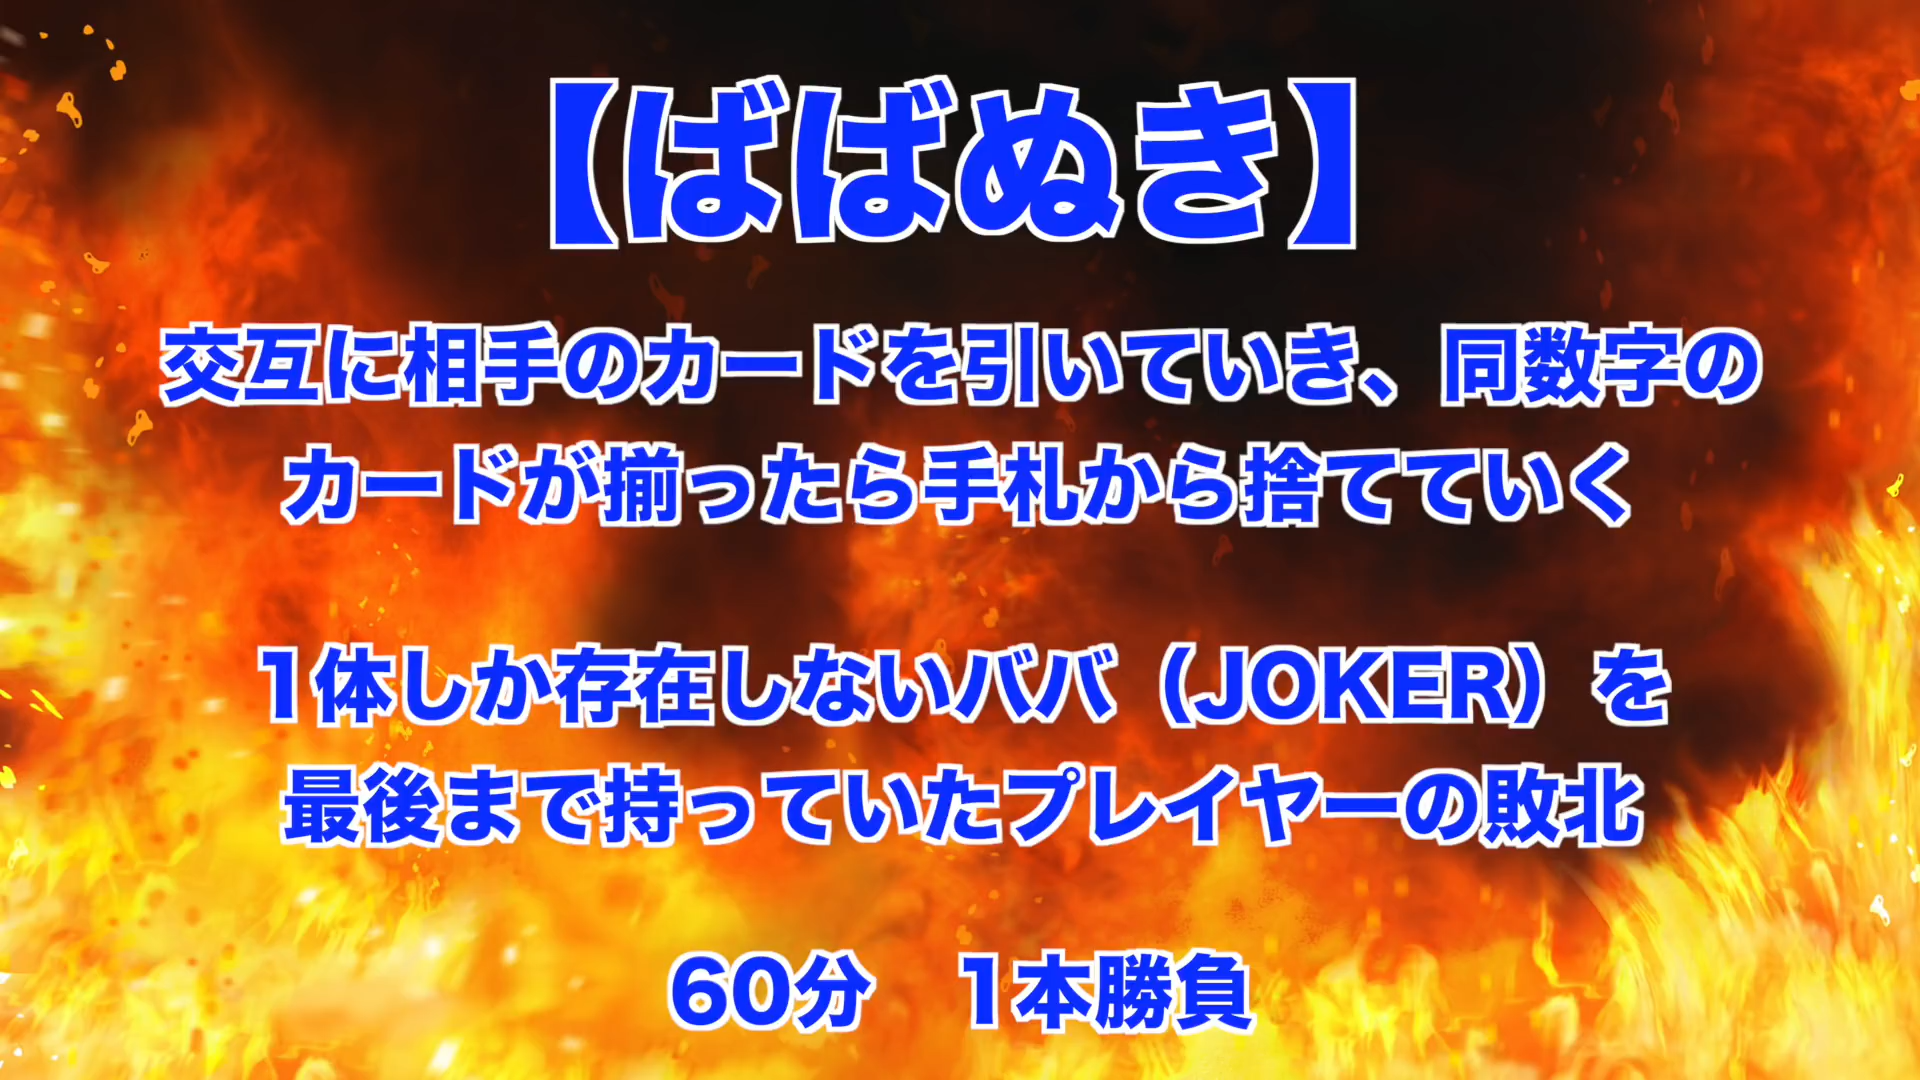 【ばばぬき】
交互に相手のカードを引いていき、同数字の
カードが揃ったら手札から捨てていく
1体しか存在しないババ（JOKER）を
最後まで持っていたプレイヤーの敗北
60分　1本勝負